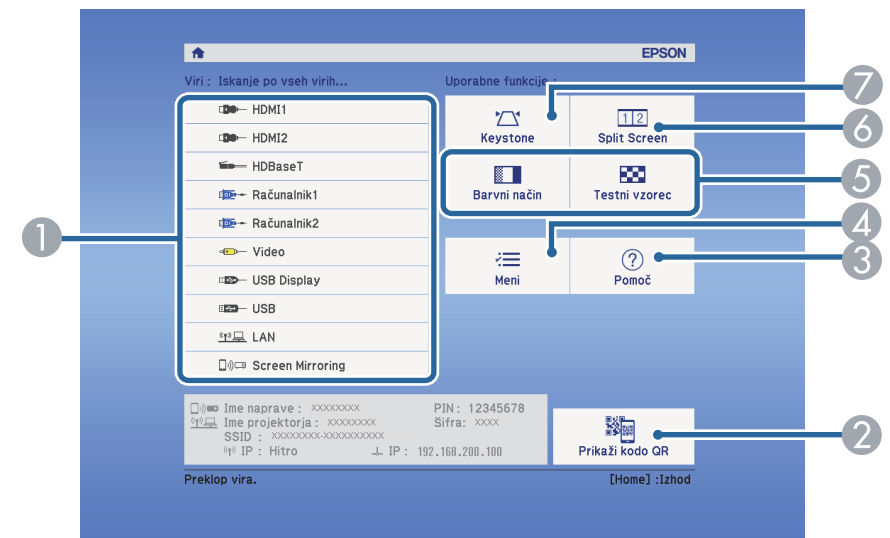 EPSON
Viri : Iskanje po vseh virih...
Uporabne funkcije :
HDMI1
HDMI2
HDBaseT
Računalnik1
Računalnik2
Video
USB Display
USB
LAN
Screen Mirroring
Keystone
1 2
Split Screen
Barvni način
Testni vzorec
Meni
Pomoč
Ime naprave : XXXXXXXX
PIN : 12345678
Ime projektorja : XXXXXXXX
Šifra: XXXX
SSID : XXXXXXXX-XXXXXXXXXX
IP : Hitro
IP : 192.168.200.100
Prikaži kodo QR
Preklop vira.
[Home] :Izhod
1
7
6
5
4
3
2